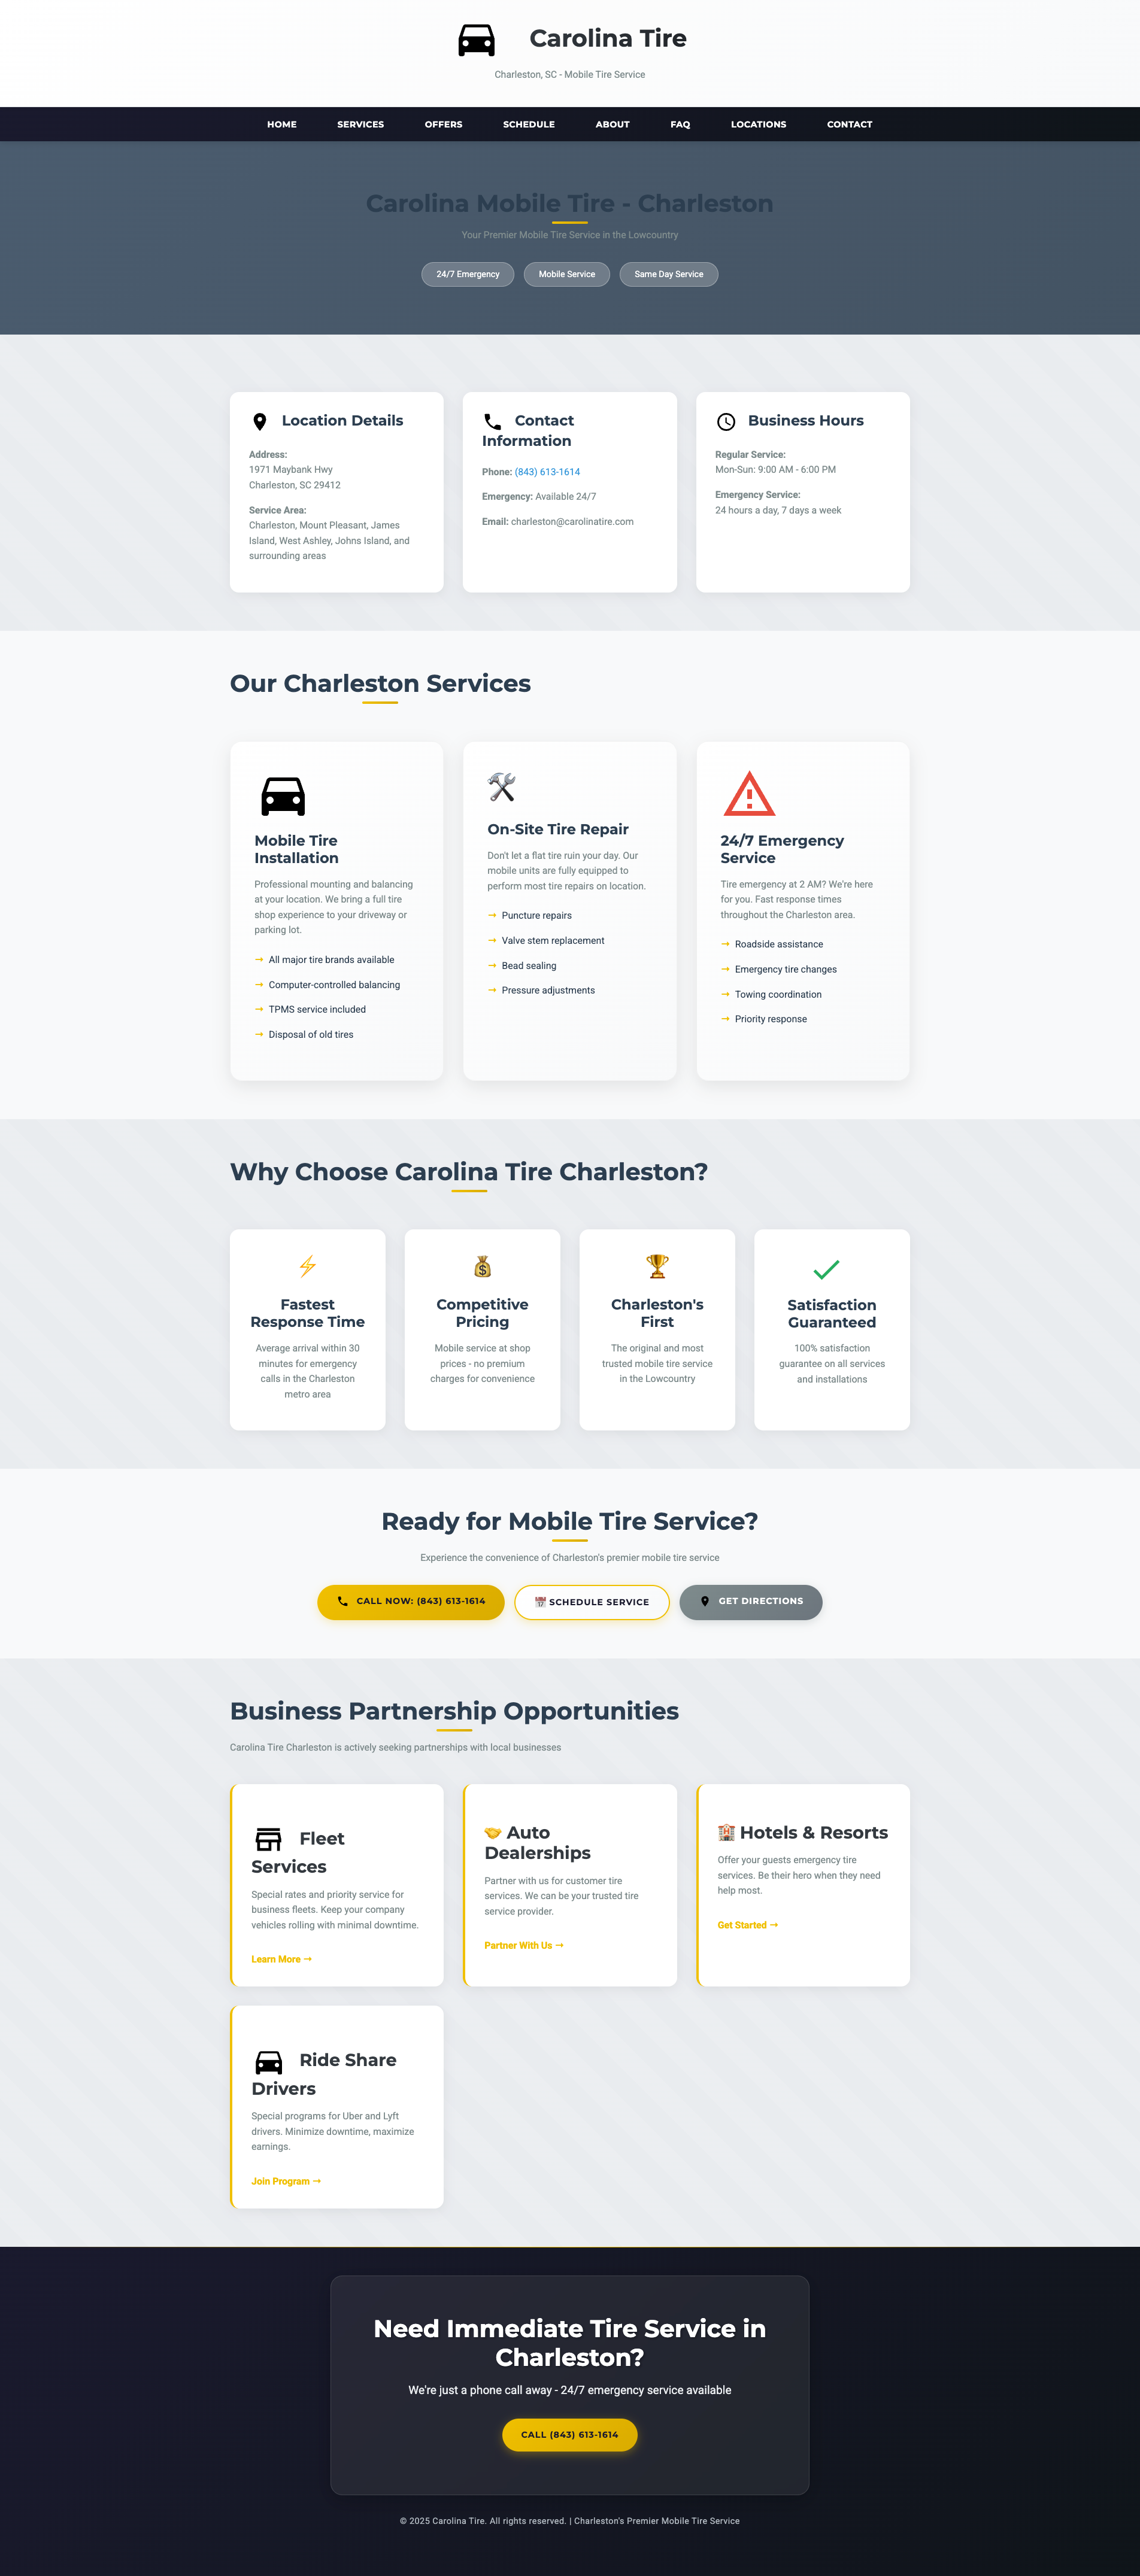 Carolina Tire
Charleston, SC - Mobile Tire Service
HOME SERVICES OFFERS SCHEDULE ABOUT FAQ LOCATIONS CONTACT
Carolina Mobile Tire - Charleston
Your Premier Mobile Tire Service in the Lowcountry
24/7 Emergency Mobile Service Same Day Service
Location Details
Address:
1971 Maybank Hwy
Charleston, SC 29412
Service Area:
Charleston, Mount Pleasant, James
Island, West Ashley, Johns Island, and
surrounding areas
Contact
Information
Phone: (843) 613-1614
Emergency: Available 24/7
Email: charleston@carolinatire.com
Business Hours
Regular Service:
Mon-Sun: 9:00 AM - 6:00 PM
Emergency Service:
24 hours a day, 7 days a week
Our Charleston Services
Mobile Tire
Installation
Professional mounting and balancing
at your location. We bring a full tire
shop experience to your driveway or
parking lot.
→ All major tire brands available
→ Computer-controlled balancing
→ TPMS service included
→ Disposal of old tires
On-Site Tire Repair
Don't let a flat tire ruin your day. Our
mobile units are fully equipped to
perform most tire repairs on location.
→ Puncture repairs
→ Valve stem replacement
→ Bead sealing
→ Pressure adjustments
24/7 Emergency
Service
Tire emergency at 2 AM? We're here
for you. Fast response times
throughout the Charleston area.
→ Roadside assistance
→ Emergency tire changes
→ Towing coordination
→ Priority response
Why Choose Carolina Tire Charleston?
Fastest
Response Time
Average arrival within 30
minutes for emergency
calls in the Charleston
metro area
Competitive
Pricing
Mobile service at shop
prices - no premium
charges for convenience
Charleston's
First
The original and most
trusted mobile tire service
in the Lowcountry
Satisfaction
Guaranteed
100% satisfaction
guarantee on all services
and installations
Ready for Mobile Tire Service?
Experience the convenience of Charleston's premier mobile tire service
CALL NOW: (843) 613-1614
SCHEDULE SERVICE
GET DIRECTIONS
Business Partnership Opportunities
Carolina Tire Charleston is actively seeking partnerships with local businesses
Fleet
Services
Special rates and priority service for
business fleets. Keep your company
vehicles rolling with minimal downtime.
Learn More →
Auto
Dealerships
Partner with us for customer tire
services. We can be your trusted tire
service provider.
Partner With Us →
Hotels & Resorts
Offer your guests emergency tire
services. Be their hero when they need
help most.
Get Started →
Ride Share
Drivers
Special programs for Uber and Lyft
drivers. Minimize downtime, maximize
earnings.
Join Program →
Need Immediate Tire Service in
Charleston?
We're just a phone call away - 24/7 emergency service available
CALL (843) 613-1614
© 2025 Carolina Tire. All rights reserved. | Charleston's Premier Mobile Tire Service